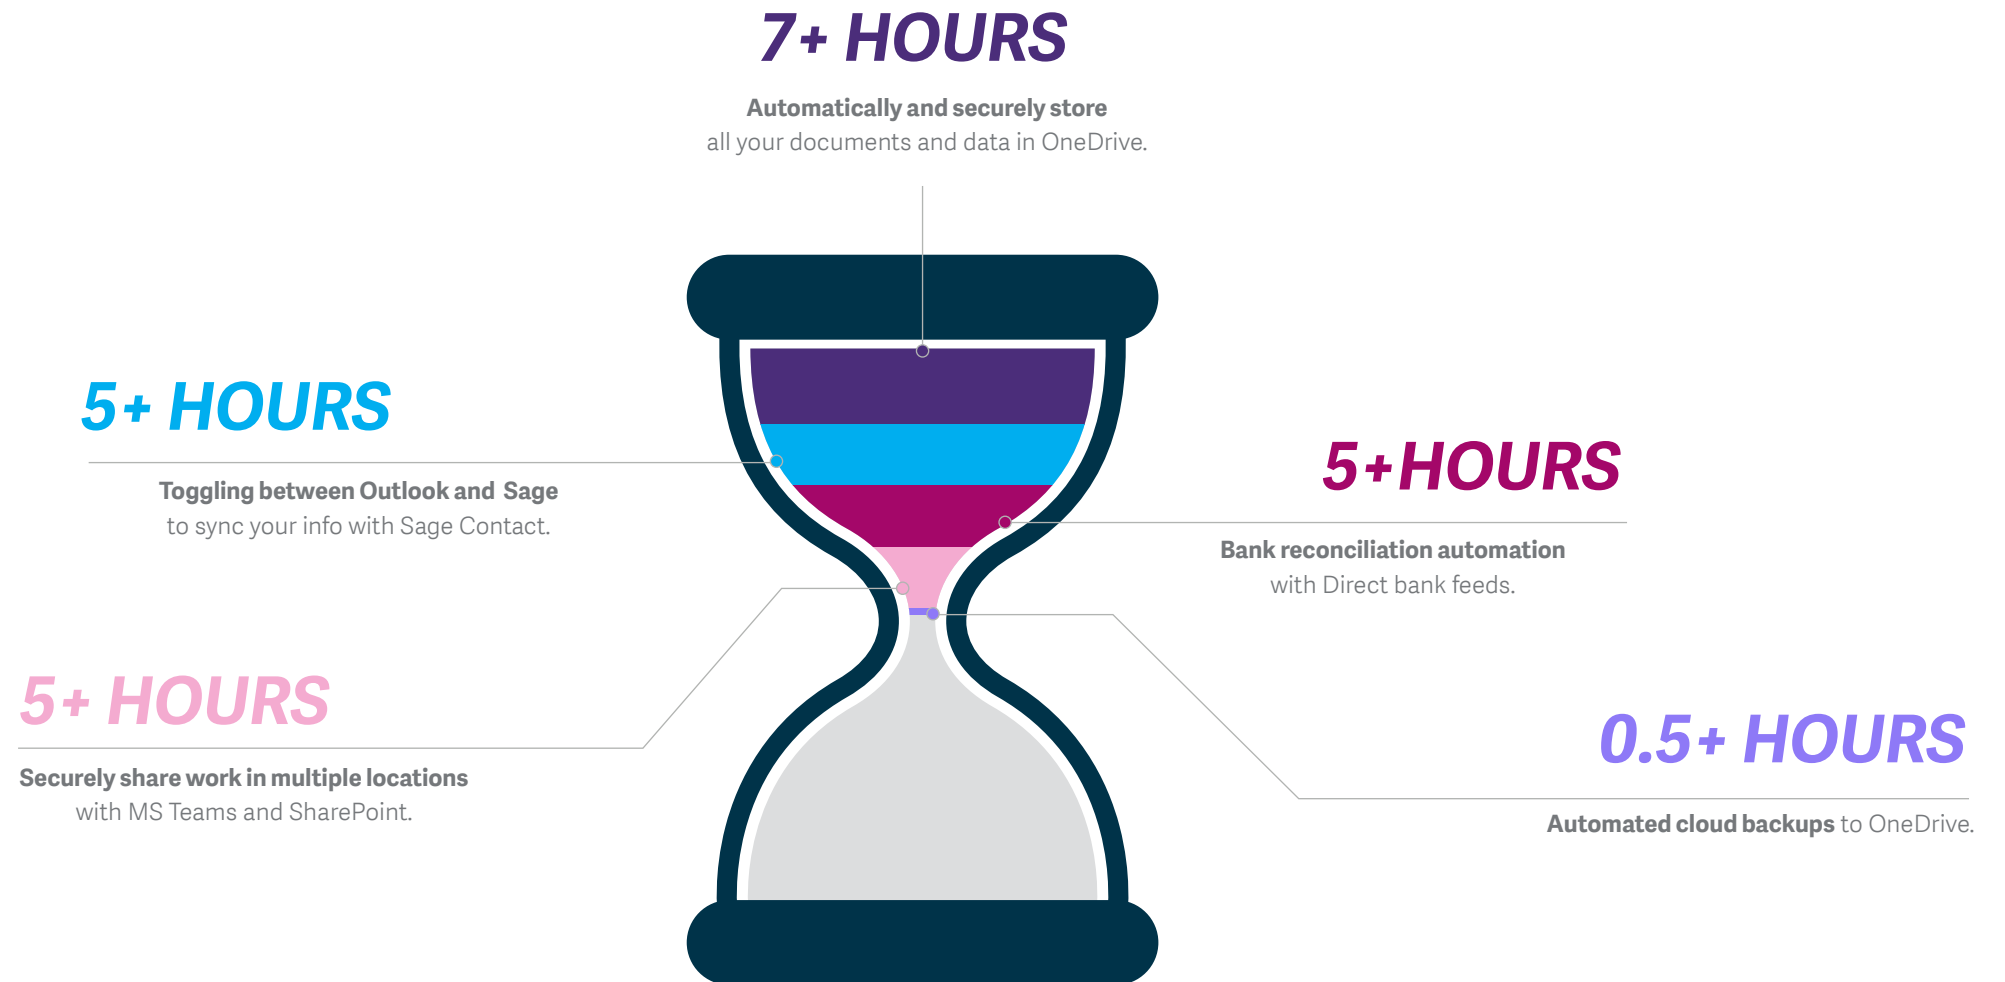 7+ HOURS
Automatically and securely store
all your documents and data in OneDrive.
5+ HOURS
Toggling between Outlook and Sage
to sync your info with Sage Contact.
5+HOURS
Bank reconciliation automation
with Direct bank feeds.
5+ HOURS
Securely share work in multiple locations
with MS Teams and SharePoint.
0.5+ HOURS
Automated cloud backups to OneDrive.